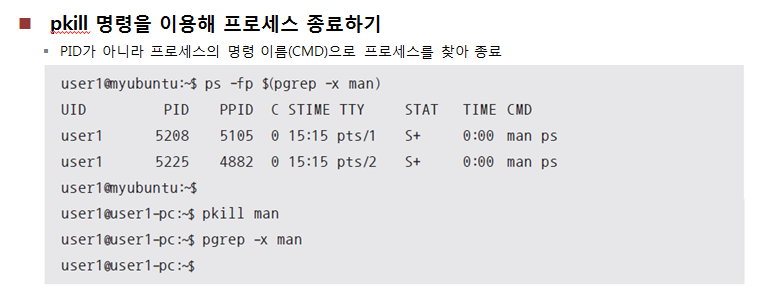 pkill 명령을 이용해 프로세스 종료하기
PID가 아니라 프로세스의 명령 이름(CMD)으로 프로세스를 찾아 종료
user1@myubuntu:~$ ps -fp $(pgrep -x man)
UID PID PPID C STIME TTY STAT TIME CMD
user1 5208 5105 0 15:15 pts/1 S+ 0:00 man ps
user1 5225 4882 0 15:15 pts/2 S+ 0:00 man ps
user1@myubuntu:~$
user1@user1-pc:~$ pkill man
user1@user1-pc:~$ pgrep -x man
user1@user1-pc:~$